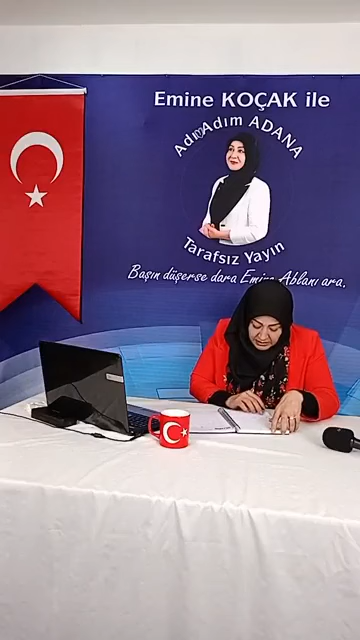 Emine KOÇAK ile
Adım Adım ADANA
Tarafsız Yayın
Başın düşerse dara Emine Ablanı ara.